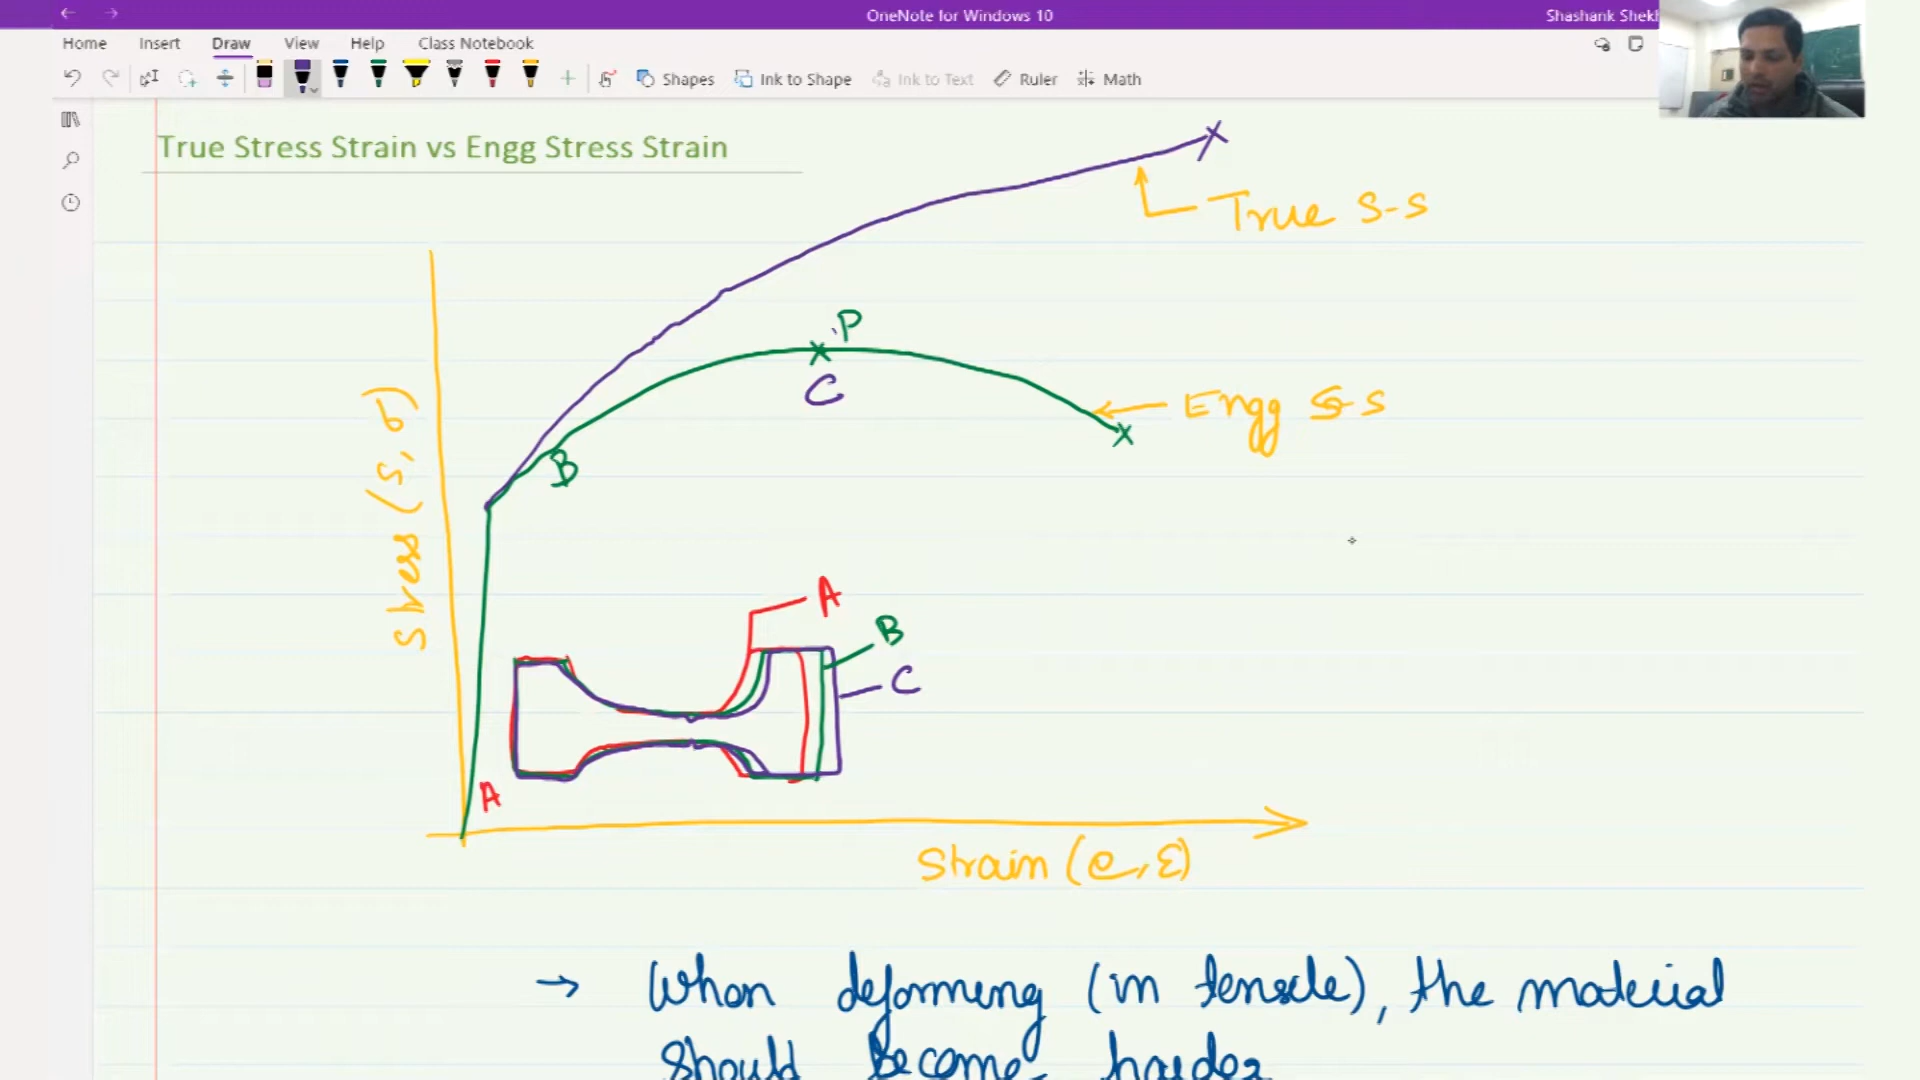 OneNote for Windows 10
Shashank Shekh
Home Insert Draw View Help Class Notebook
Shapes Ink to Shape Ink to Text Ruler Math
True Stress Strain vs Engg Stress Strain
True S-S
P
C
Engg S-S
B
Stress (s, σ)
A
B
C
A
Strain (e, ε)
→ When deforming (in tensile), the material
should become harder